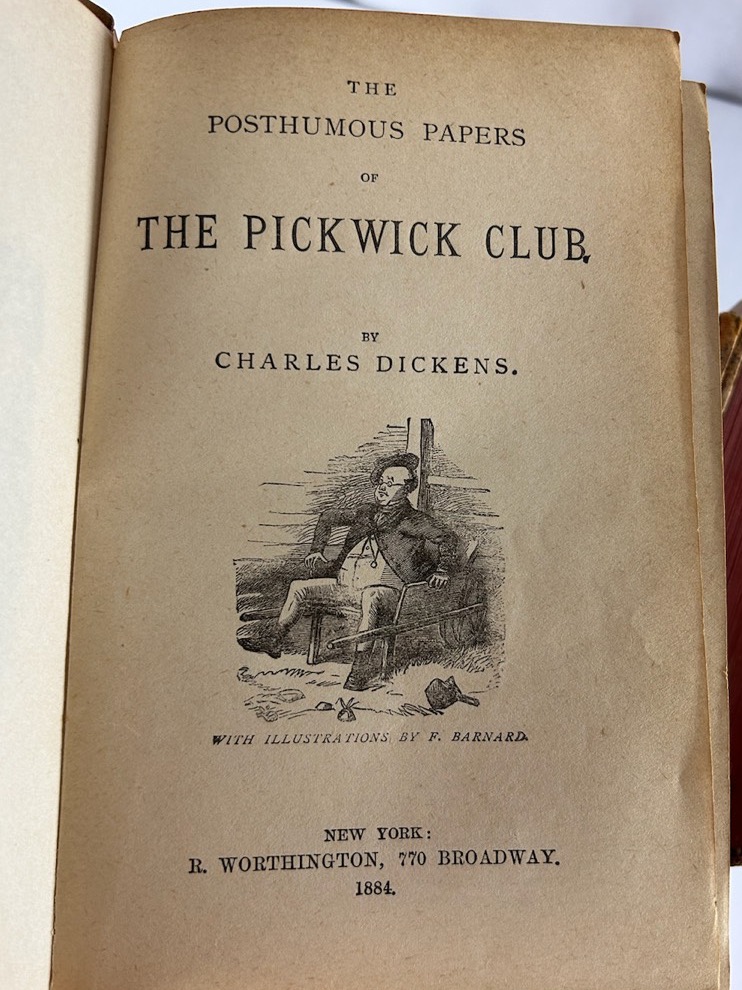 THE
POSTHUMOUS PAPERS
OF
THE PICKWICK CLUB.
BY
CHARLES DICKENS.
WITH ILLUSTRATIONS BY F. BARNARD.
NEW YORK:
R. WORTHINGTON, 770 BROADWAY.
1884.